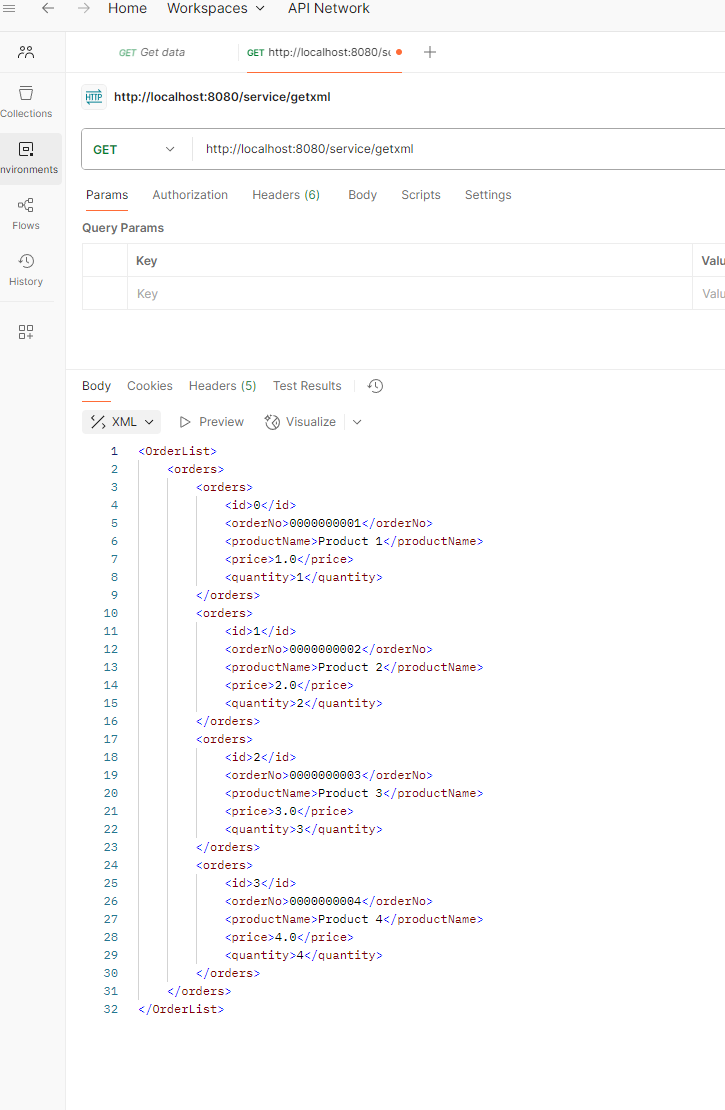 Home Workspaces API Network
GET Get data GET http://localhost:8080/se
HTTP http://localhost:8080/service/getxml
Collections
GET http://localhost:8080/service/getxml
nvironments
Params Authorization Headers (6) Body Scripts Settings
Flows
Query Params
Key Valu
History
Key Valu
Body Cookies Headers (5) Test Results
XML Preview Visualize
1 <OrderList>
2 <orders>
3 <orders>
4 <id>0</id>
5 <orderNo>0000000001</orderNo>
6 <productName>Product 1</productName>
7 <price>1.0</price>
8 <quantity>1</quantity>
9 </orders>
10 <orders>
11 <id>1</id>
12 <orderNo>0000000002</orderNo>
13 <productName>Product 2</productName>
14 <price>2.0</price>
15 <quantity>2</quantity>
16 </orders>
17 <orders>
18 <id>2</id>
19 <orderNo>0000000003</orderNo>
20 <productName>Product 3</productName>
21 <price>3.0</price>
22 <quantity>3</quantity>
23 </orders>
24 <orders>
25 <id>3</id>
26 <orderNo>0000000004</orderNo>
27 <productName>Product 4</productName>
28 <price>4.0</price>
29 <quantity>4</quantity>
30 </orders>
31 </orders>
32 </OrderList>